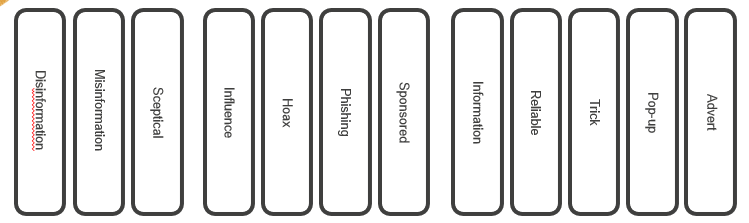 Disinformation
Misinformation
Sceptical
Influence
Hoax
Phishing
Sponsored
Information
Reliable
Trick
Pop-up
Advert